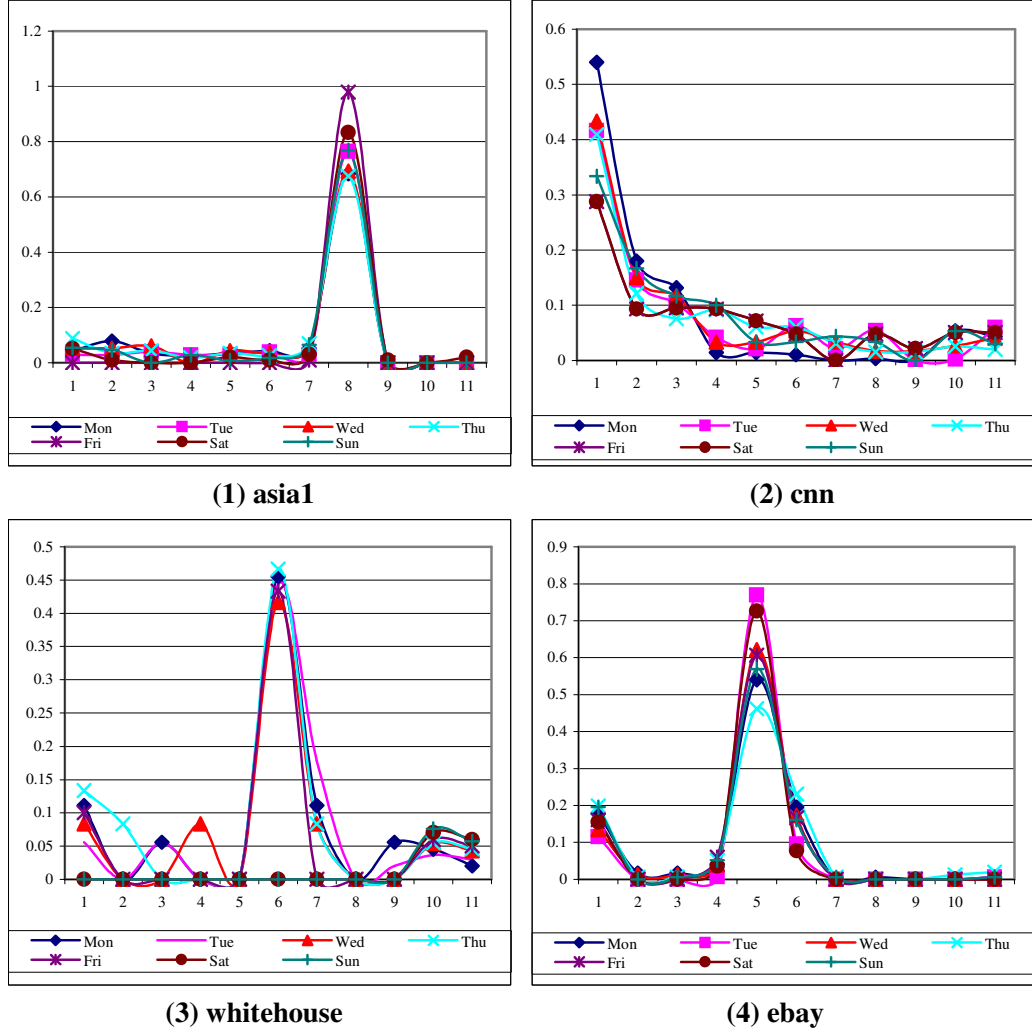 1.2
1
0.8
0.6
0.4
0.2
0
1 2 3 4 5 6 7 8 9 10 11
Mon Tue Wed Thu
Fri Sat Sun
(1) asia1
0.6
0.5
0.4
0.3
0.2
0.1
0
1 2 3 4 5 6 7 8 9 10 11
Mon Tue Wed Thu
Fri Sat Sun
(2) cnn
0.5
0.45
0.4
0.35
0.3
0.25
0.2
0.15
0.1
0.05
0
1 2 3 4 5 6 7 8 9 10 11
Mon Tue Wed Thu
Fri Sat Sun
(3) whitehouse
0.9
0.8
0.7
0.6
0.5
0.4
0.3
0.2
0.1
0
1 2 3 4 5 6 7 8 9 10 11
Mon Tue Wed Thu
Fri Sat Sun
(4) ebay